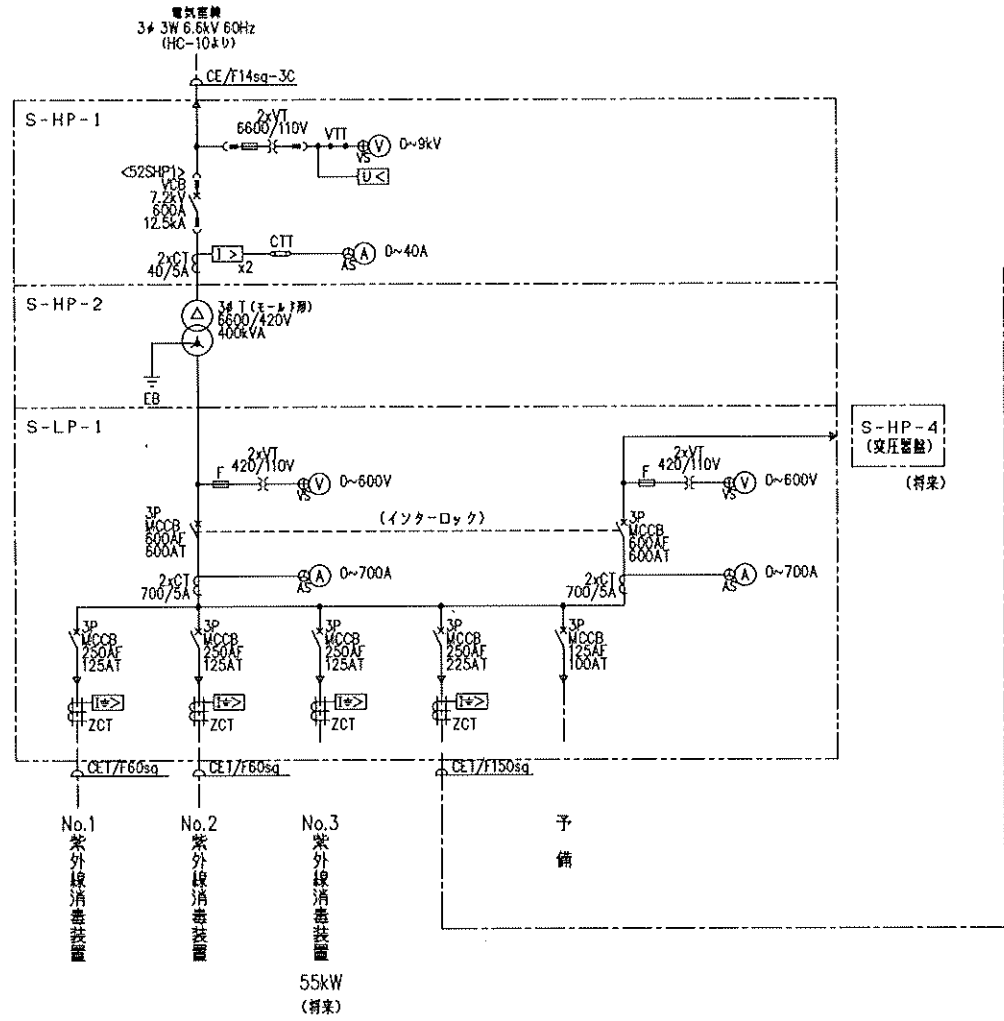 電気室棟
3φ 3W 6.6kV 60Hz
(HC-10より)
CE/F14sq-3C
S-HP-1
2xVT
6600/110V
VTT
V
VS
0~9kV
U<
<52SHP1>
VCB
7.2kV
600A
12.5kA
2xCT
40/5A
I >
x2
CTT
A
AS
0~40A
S-HP-2
3φT(モールド形)
6600/420V
400kVA
EB
S-LP-1
S-HP-4
(変圧器盤)
(将来)
F
2xVT
420/110V
V
VS
0~600V
F
2xVT
420/110V
V
VS
0~600V
3P
MCCB
600AF
600AT
(インターロック)
3P
MCCB
600AF
600AT
2xCT
700/5A
A
AS
0~700A
2xCT
700/5A
A
AS
0~700A
3P
MCCB
250AF
125AT
3P
MCCB
250AF
125AT
3P
MCCB
250AF
125AT
3P
MCCB
250AF
225AT
3P
MCCB
125AF
100AT
I⏚>
ZCT
I⏚>
ZCT
I⏚>
ZCT
I⏚>
ZCT
CET/F60sq
CET/F60sq
CET/F150sq
No.1
紫外線消毒装置
No.2
紫外線消毒装置
No.3
紫外線消毒装置
55kW
(将来)
予備